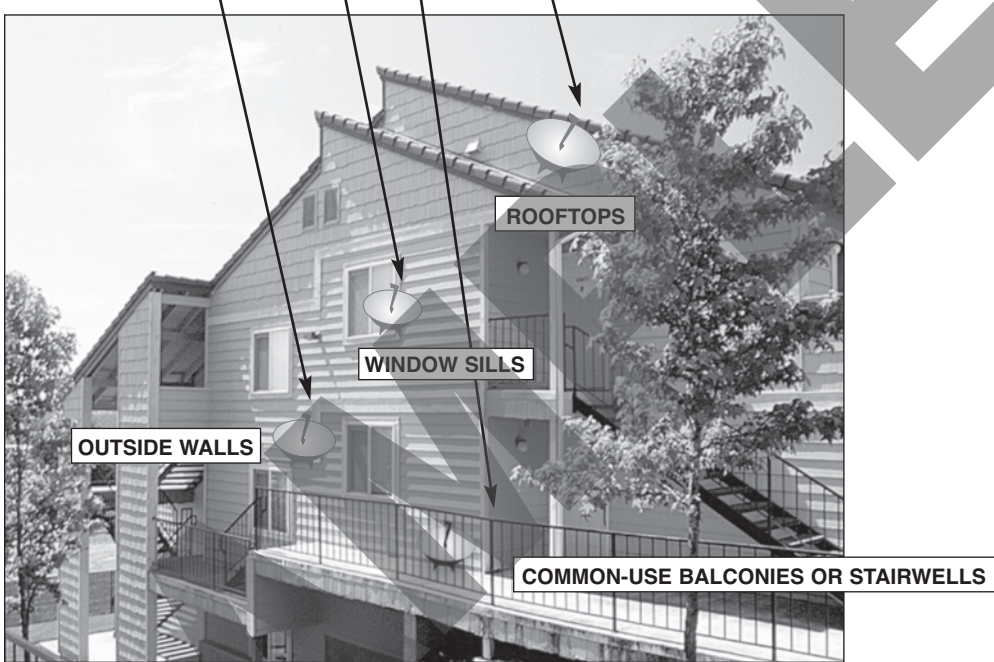 ROOFTOPS
WINDOW SILLS
OUTSIDE WALLS
COMMON-USE BALCONIES OR STAIRWELLS